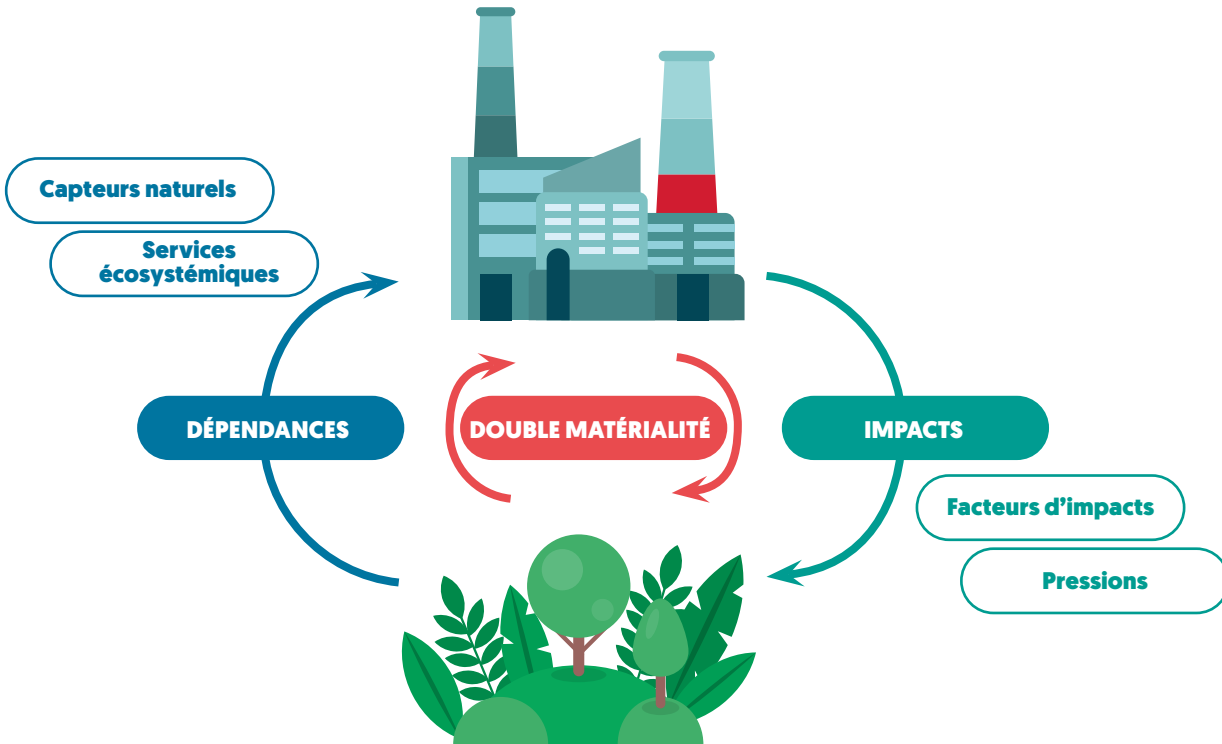 Capteurs naturels
Services
écosystémiques
DÉPENDANCES
DOUBLE MATÉRIALITÉ
IMPACTS
Facteurs d'impacts
Pressions